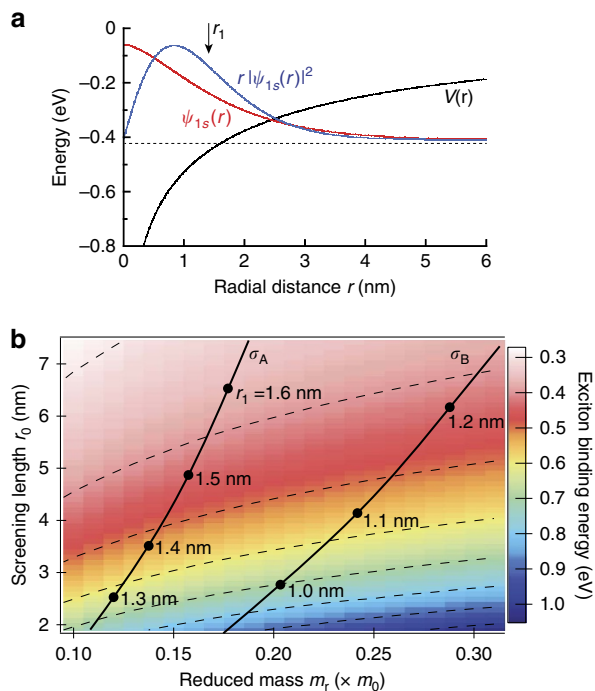 a
0
−0.2
−0.4
−0.6
−0.8
Energy (eV)
r1
r |ψ1s(r)|²
ψ1s(r)
V(r)
0 1 2 3 4 5 6
Radial distance r (nm)
b
7
6
5
4
3
2
Screening length r0 (nm)
σA
σB
r1 =1.6 nm
1.5 nm
1.4 nm
1.3 nm
1.2 nm
1.1 nm
1.0 nm
0.10 0.15 0.20 0.25 0.30
Reduced mass mr (× m0)
0.3
0.4
0.5
0.6
0.7
0.8
0.9
1.0
Exciton binding energy (eV)